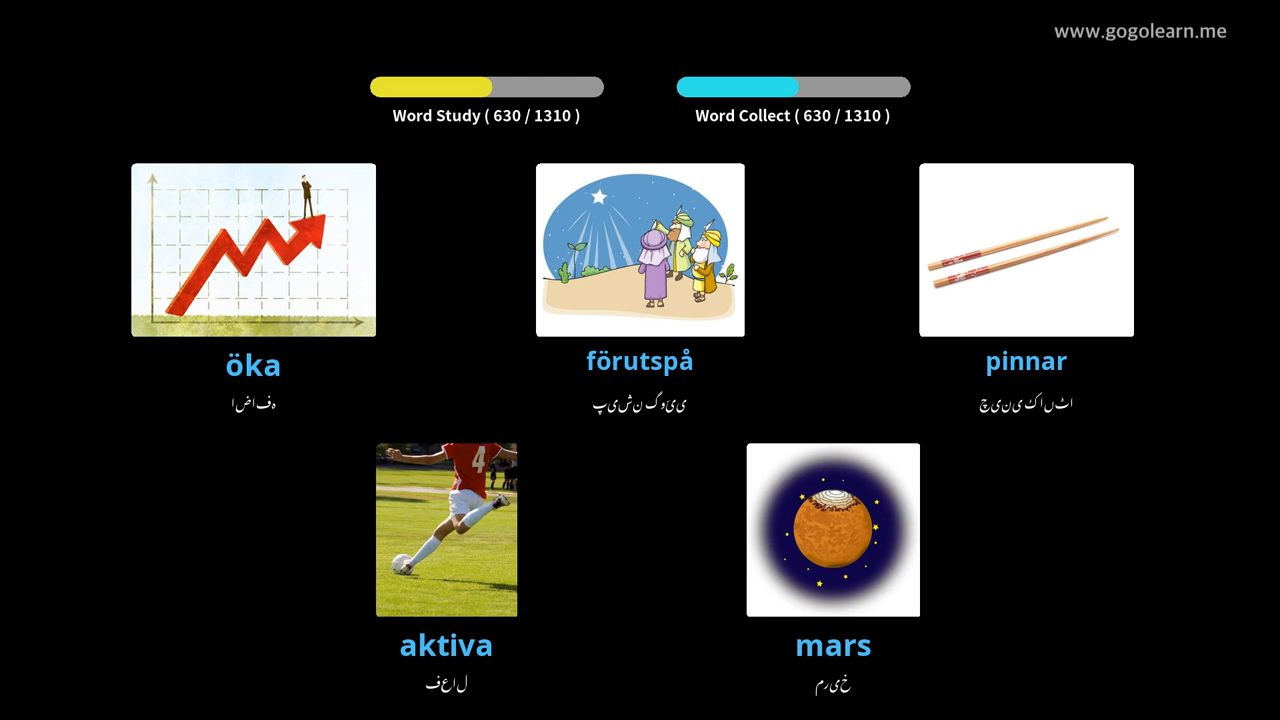 www.gogolearn.me
Word Study ( 630 / 1310 )
Word Collect ( 630 / 1310 )
öka
förutspå
pinnar
اضافہ
پیشن گوئی
چینی کاںٹا
aktiva
mars
فعال
مریخ
4